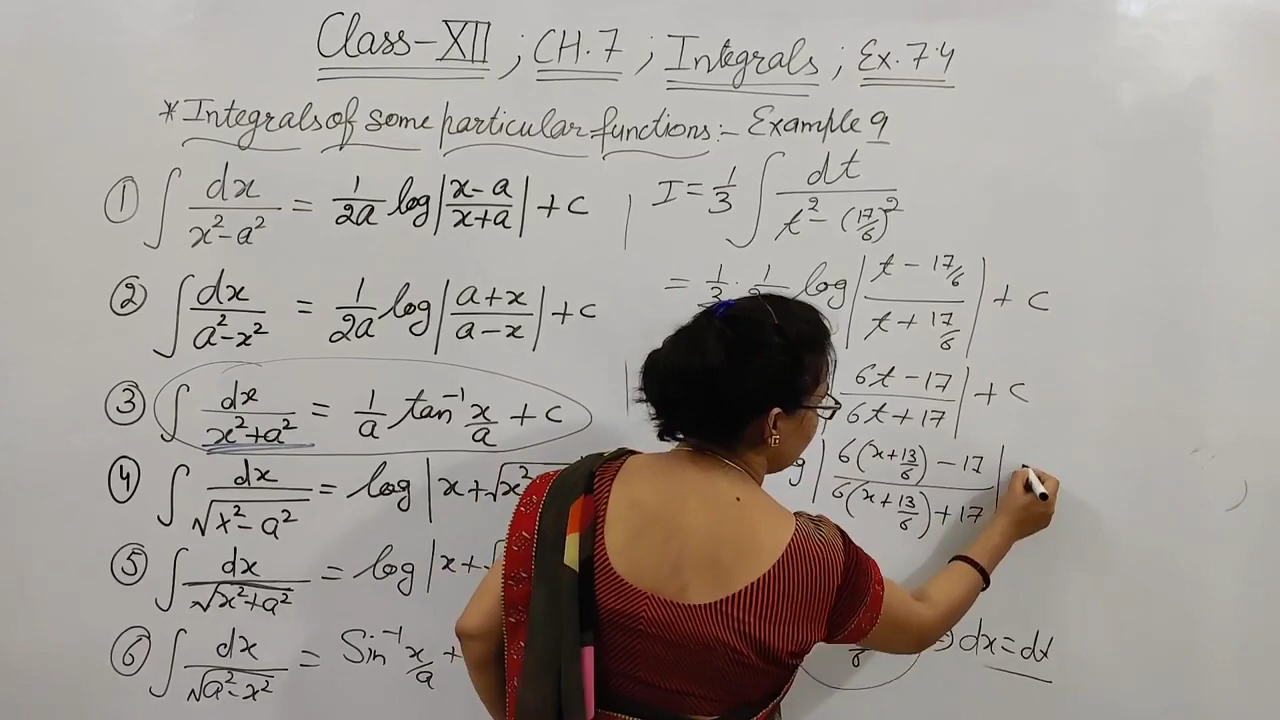 Class-XII ; CH.7 ; Integrals ; Ex.7.4
*Integrals of some particular functions:- Example 9
① ∫ dx/(x²-a²) = 1/2a log|(x-a)/(x+a)| + c
② ∫ dx/(a²-x²) = 1/2a log|(a+x)/(a-x)| + c
③ ∫ dx/(x²+a²) = 1/a tan⁻¹ x/a + c
④ ∫ dx/√(x²-a²) = log |x+√x²
⑤ ∫ dx/√(x²+a²) = log |x+√
⑥ ∫ dx/√(a²-x²) = Sin⁻¹ x/a +
I = 1/3 ∫ dt/(t²-(17/6)²)
= 1/3 · 1/ log|(t-17/6)/(t+17/6)| + c
(6t-17)/(6t+17)| + c
g |(6(x+13/6)-17)/(6(x+13/6)+17)|
dx = dt